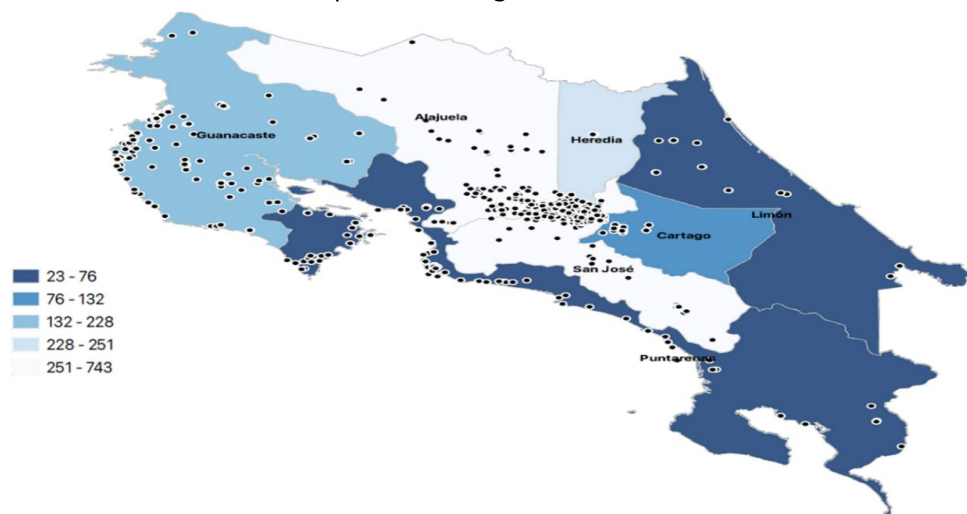 Alajuela
Guanacaste
Heredia
Limón
Cartago
San José
Puntarenas
23 - 76
76 - 132
132 - 228
228 - 251
251 - 743